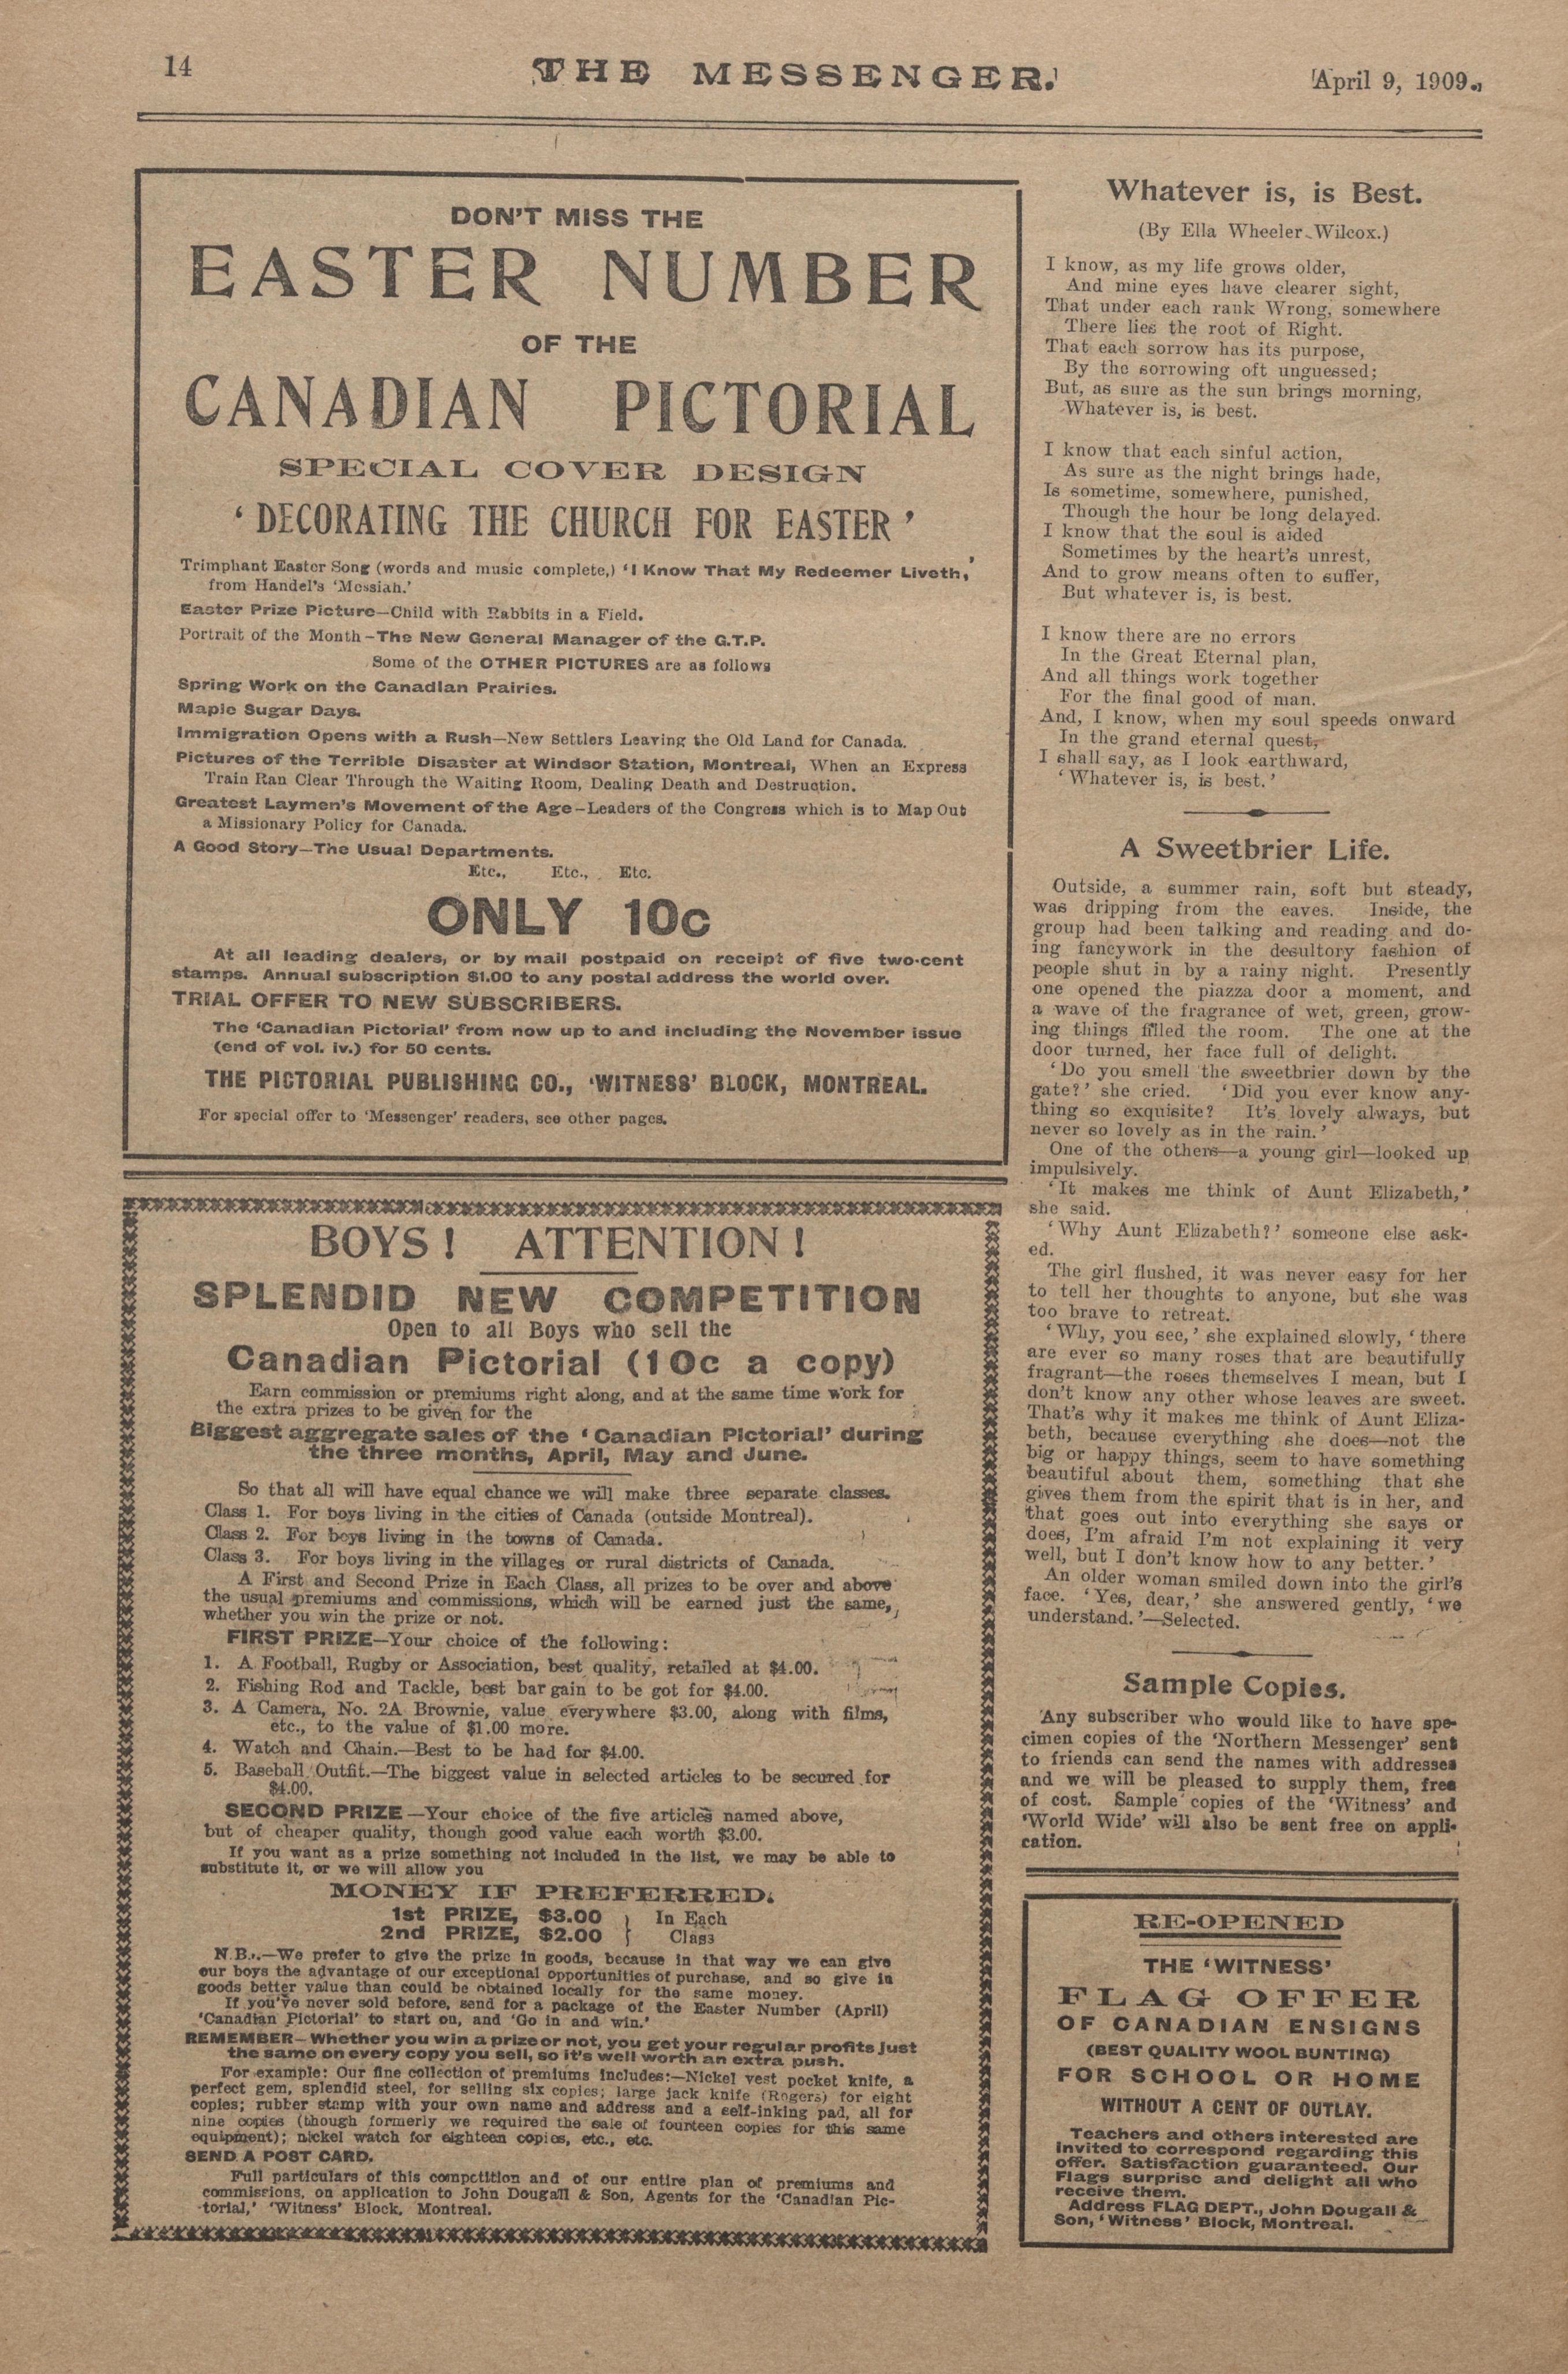 14
THE MESSENGER.
April 9, 1909.
DON'T MISS THE
EASTER NUMBER
OF THE
CANADIAN PICTORIAL
SPECIAL COVER DESIGN
'DECORATING THE CHURCH FOR EASTER'
Trimphant Easter Song (words and music complete,) 'I Know That My Redeemer Liveth,'
from Handel's 'Messiah.'
Easter Prize Picture—Child with Rabbits in a Field.
Portrait of the Month—The New General Manager of the G.T.P.
Some of the OTHER PICTURES are as follows
Spring Work on the Canadian Prairies.
Maple Sugar Days.
Immigration Opens with a Rush—New Settlers Leaving the Old Land for Canada.
Pictures of the Terrible Disaster at Windsor Station, Montreal, When an Express
Train Ran Clear Through the Waiting Room, Dealing Death and Destruction.
Greatest Laymen's Movement of the Age—Leaders of the Congress which is to Map Out
a Missionary Policy for Canada.
A Good Story—The Usual Departments.
Etc., Etc., Etc.
ONLY 10c
At all leading dealers, or by mail postpaid on receipt of five two-cent
stamps. Annual subscription $1.00 to any postal address the world over.
TRIAL OFFER TO NEW SUBSCRIBERS.
The 'Canadian Pictorial' from now up to and including the November issue
(end of vol. iv.) for 50 cents.
THE PICTORIAL PUBLISHING CO., 'WITNESS' BLOCK, MONTREAL.
For special offer to 'Messenger' readers, see other pages.
BOYS! ATTENTION!
SPLENDID NEW COMPETITION
Open to all Boys who sell the
Canadian Pictorial (10c a copy)
Earn commission or premiums right along, and at the same time work for
the extra prizes to be given for the
Biggest aggregate sales of the 'Canadian Pictorial' during
the three months, April, May and June.
So that all will have equal chance we will make three separate classes.
Class 1. For boys living in the cities of Canada (outside Montreal).
Class 2. For boys living in the towns of Canada.
Class 3. For boys living in the villages or rural districts of Canada.
A First and Second Prize in Each Class, all prizes to be over and above
the usual premiums and commissions, which will be earned just the same,
whether you win the prize or not.
FIRST PRIZE—Your choice of the following:
1. A Football, Rugby or Association, best quality, retailed at $4.00.
2. Fishing Rod and Tackle, best bargain to be got for $4.00.
3. A Camera, No. 2A Brownie, value everywhere $3.00, along with films,
etc., to the value of $1.00 more.
4. Watch and Chain.—Best to be had for $4.00.
5. Baseball Outfit.—The biggest value in selected articles to be secured for
$4.00.
SECOND PRIZE—Your choice of the five articles named above,
but of cheaper quality, though good value each worth $3.00.
If you want as a prize something not included in the list, we may be able to
substitute it, or we will allow you
MONEY IF PREFERRED.
1st PRIZE, $3.00 } In Each
2nd PRIZE, $2.00 } Class
N.B..—We prefer to give the prize in goods, because in that way we can give
our boys the advantage of our exceptional opportunities of purchase, and so give in
goods better value than could be obtained locally for the same money.
If you've never sold before, send for a package of the Easter Number (April)
'Canadian Pictorial' to start on, and 'Go in and win.'
REMEMBER—Whether you win a prize or not, you get your regular profits just
the same on every copy you sell, so it's well worth an extra push.
For example: Our fine collection of premiums includes:—Nickel vest pocket knife, a
perfect gem, splendid steel, for selling six copies; large jack knife (Rogers) for eight
copies; rubber stamp with your own name and address and a self-inking pad, all for
nine copies (though formerly we required the sale of fourteen copies for this same
equipment); nickel watch for eighteen copies, etc., etc.
SEND A POST CARD.
Full particulars of this competition and of our entire plan of premiums and
commissions, on application to John Dougall & Son, Agents for the 'Canadian Pic-
torial,' 'Witness' Block, Montreal.
Whatever is, is Best.
(By Ella Wheeler Wilcox.)
I know, as my life grows older,
And mine eyes have clearer sight,
That under each rank Wrong, somewhere
There lies the root of Right.
That each sorrow has its purpose,
By the sorrowing oft unguessed;
But, as sure as the sun brings morning,
Whatever is, is best.
I know that each sinful action,
As sure as the night brings hade,
Is sometime, somewhere, punished,
Though the hour be long delayed.
I know that the soul is aided
Sometimes by the heart's unrest,
And to grow means often to suffer,
But whatever is, is best.
I know there are no errors
In the Great Eternal plan,
And all things work together
For the final good of man.
And, I know, when my soul speeds onward
In the grand eternal quest,
I shall say, as I look earthward,
'Whatever is, is best.'
A Sweetbrier Life.
Outside, a summer rain, soft but steady,
was dripping from the eaves. Inside, the
group had been talking and reading and do-
ing fancywork in the desultory fashion of
people shut in by a rainy night. Presently
one opened the piazza door a moment, and
a wave of the fragrance of wet, green, grow-
ing things filled the room. The one at the
door turned, her face full of delight.
'Do you smell the sweetbrier down by the
gate?' she cried. 'Did you ever know any-
thing so exquisite? It's lovely always, but
never so lovely as in the rain.'
One of the others—a young girl—looked up
impulsively.
'It makes me think of Aunt Elizabeth,'
she said.
'Why Aunt Elizabeth?' someone else ask-
ed.
The girl flushed, it was never easy for her
to tell her thoughts to anyone, but she was
too brave to retreat.
'Why, you see,' she explained slowly, 'there
are ever so many roses that are beautifully
fragrant—the roses themselves I mean, but I
don't know any other whose leaves are sweet.
That's why it makes me think of Aunt Eliza-
beth, because everything she does—not the
big or happy things, seem to have something
beautiful about them, something that she
gives them from the spirit that is in her, and
that goes out into everything she says or
does, I'm afraid I'm not explaining it very
well, but I don't know how to any better.'
An older woman smiled down into the girl's
face. 'Yes, dear,' she answered gently, 'we
understand.'—Selected.
Sample Copies.
Any subscriber who would like to have spe-
cimen copies of the 'Northern Messenger' sent
to friends can send the names with addresses
and we will be pleased to supply them, free
of cost. Sample copies of the 'Witness' and
'World Wide' will also be sent free on appli-
cation.
RE-OPENED
THE 'WITNESS'
FLAG OFFER
OF CANADIAN ENSIGNS
(BEST QUALITY WOOL BUNTING)
FOR SCHOOL OR HOME
WITHOUT A CENT OF OUTLAY.
Teachers and others interested are
invited to correspond regarding this
offer. Satisfaction guaranteed. Our
Flags surprise and delight all who
receive them.
Address FLAG DEPT., John Dougall &
Son, 'Witness' Block, Montreal.